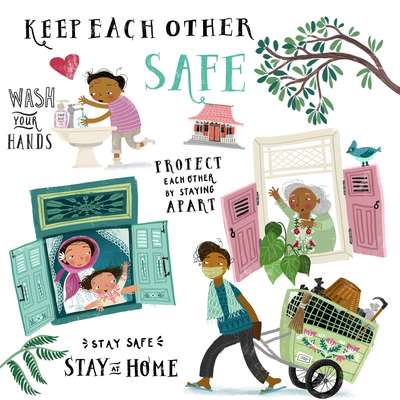 KEEP EACH OTHER
SAFE
WASH
YOUR
HANDS
PROTECT
EACH OTHER
BY STAYING
APART
STAY SAFE
STAY AT HOME